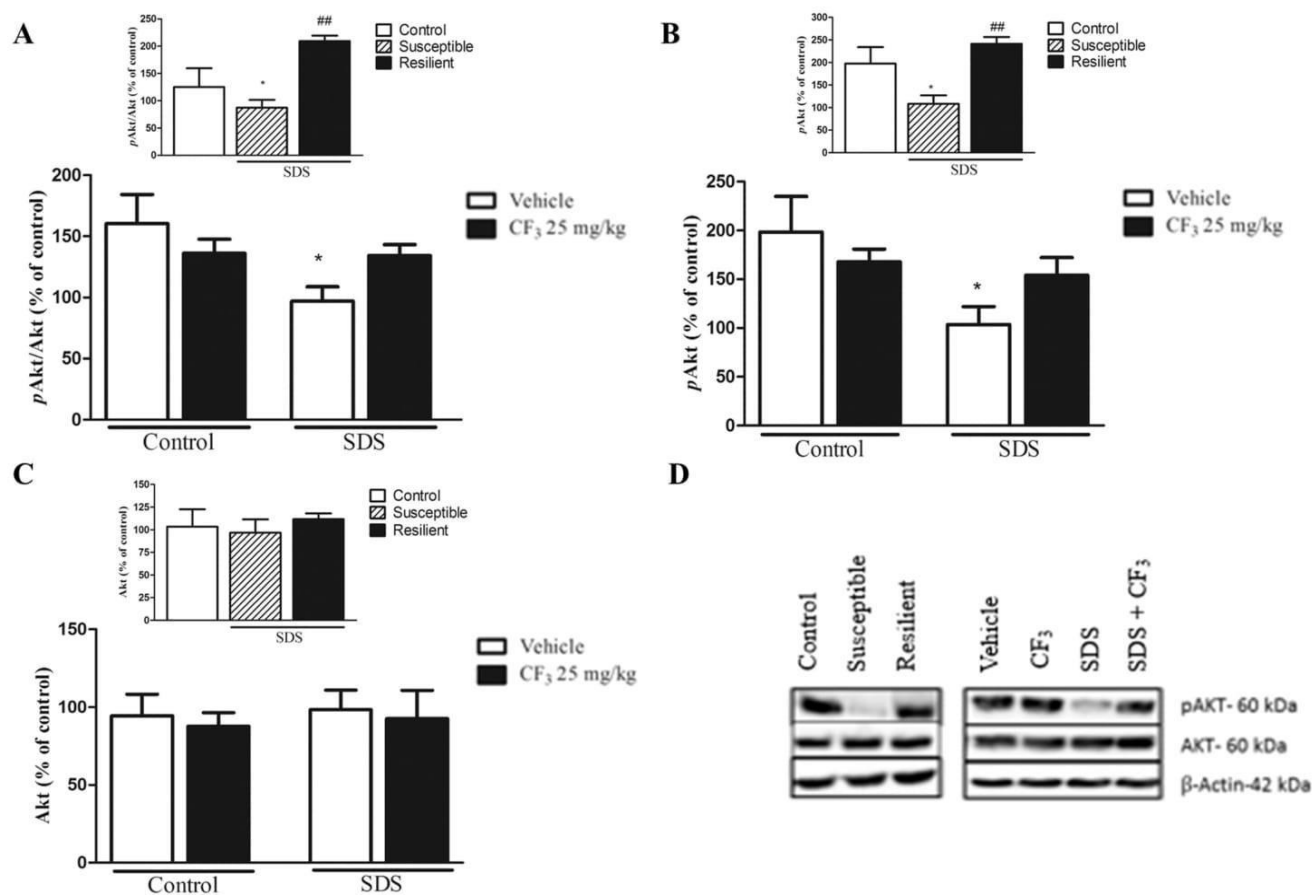 A
pAkt/Akt (% of control)
250
200
150
100
50
0
*
##
Control
Susceptible
Resilient
SDS
pAkt/Akt (% of control)
200
150
100
50
0
*
Vehicle
CF₃ 25 mg/kg
Control
SDS
B
pAkt (% of control)
300
250
200
150
100
50
0
*
##
Control
Susceptible
Resilient
SDS
pAkt (% of control)
250
200
150
100
50
0
*
Vehicle
CF₃ 25 mg/kg
Control
SDS
C
Akt (% of control)
150
125
100
75
50
25
0
Control
Susceptible
Resilient
SDS
Akt (% of control)
150
100
50
0
Vehicle
CF₃ 25 mg/kg
Control
SDS
D
Control
Susceptible
Resilient
Vehicle
CF₃
SDS
SDS + CF₃
pAKT- 60 kDa
AKT- 60 kDa
β-Actin-42 kDa